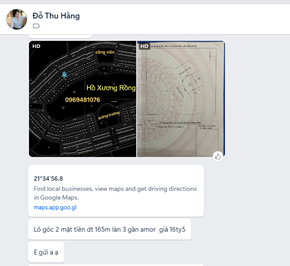 Đỗ Thu Hằng
HD
công viên
Hồ Xương Rồng
0969481076
quảng trường
HD
21°34'56.8
Find local businesses, view maps and get driving directions
in Google Maps.
maps.app.goo.gl
Lô góc 2 mặt tiền dt 165m lán 3 gần amor giá 16ty5
E gửi a ạ